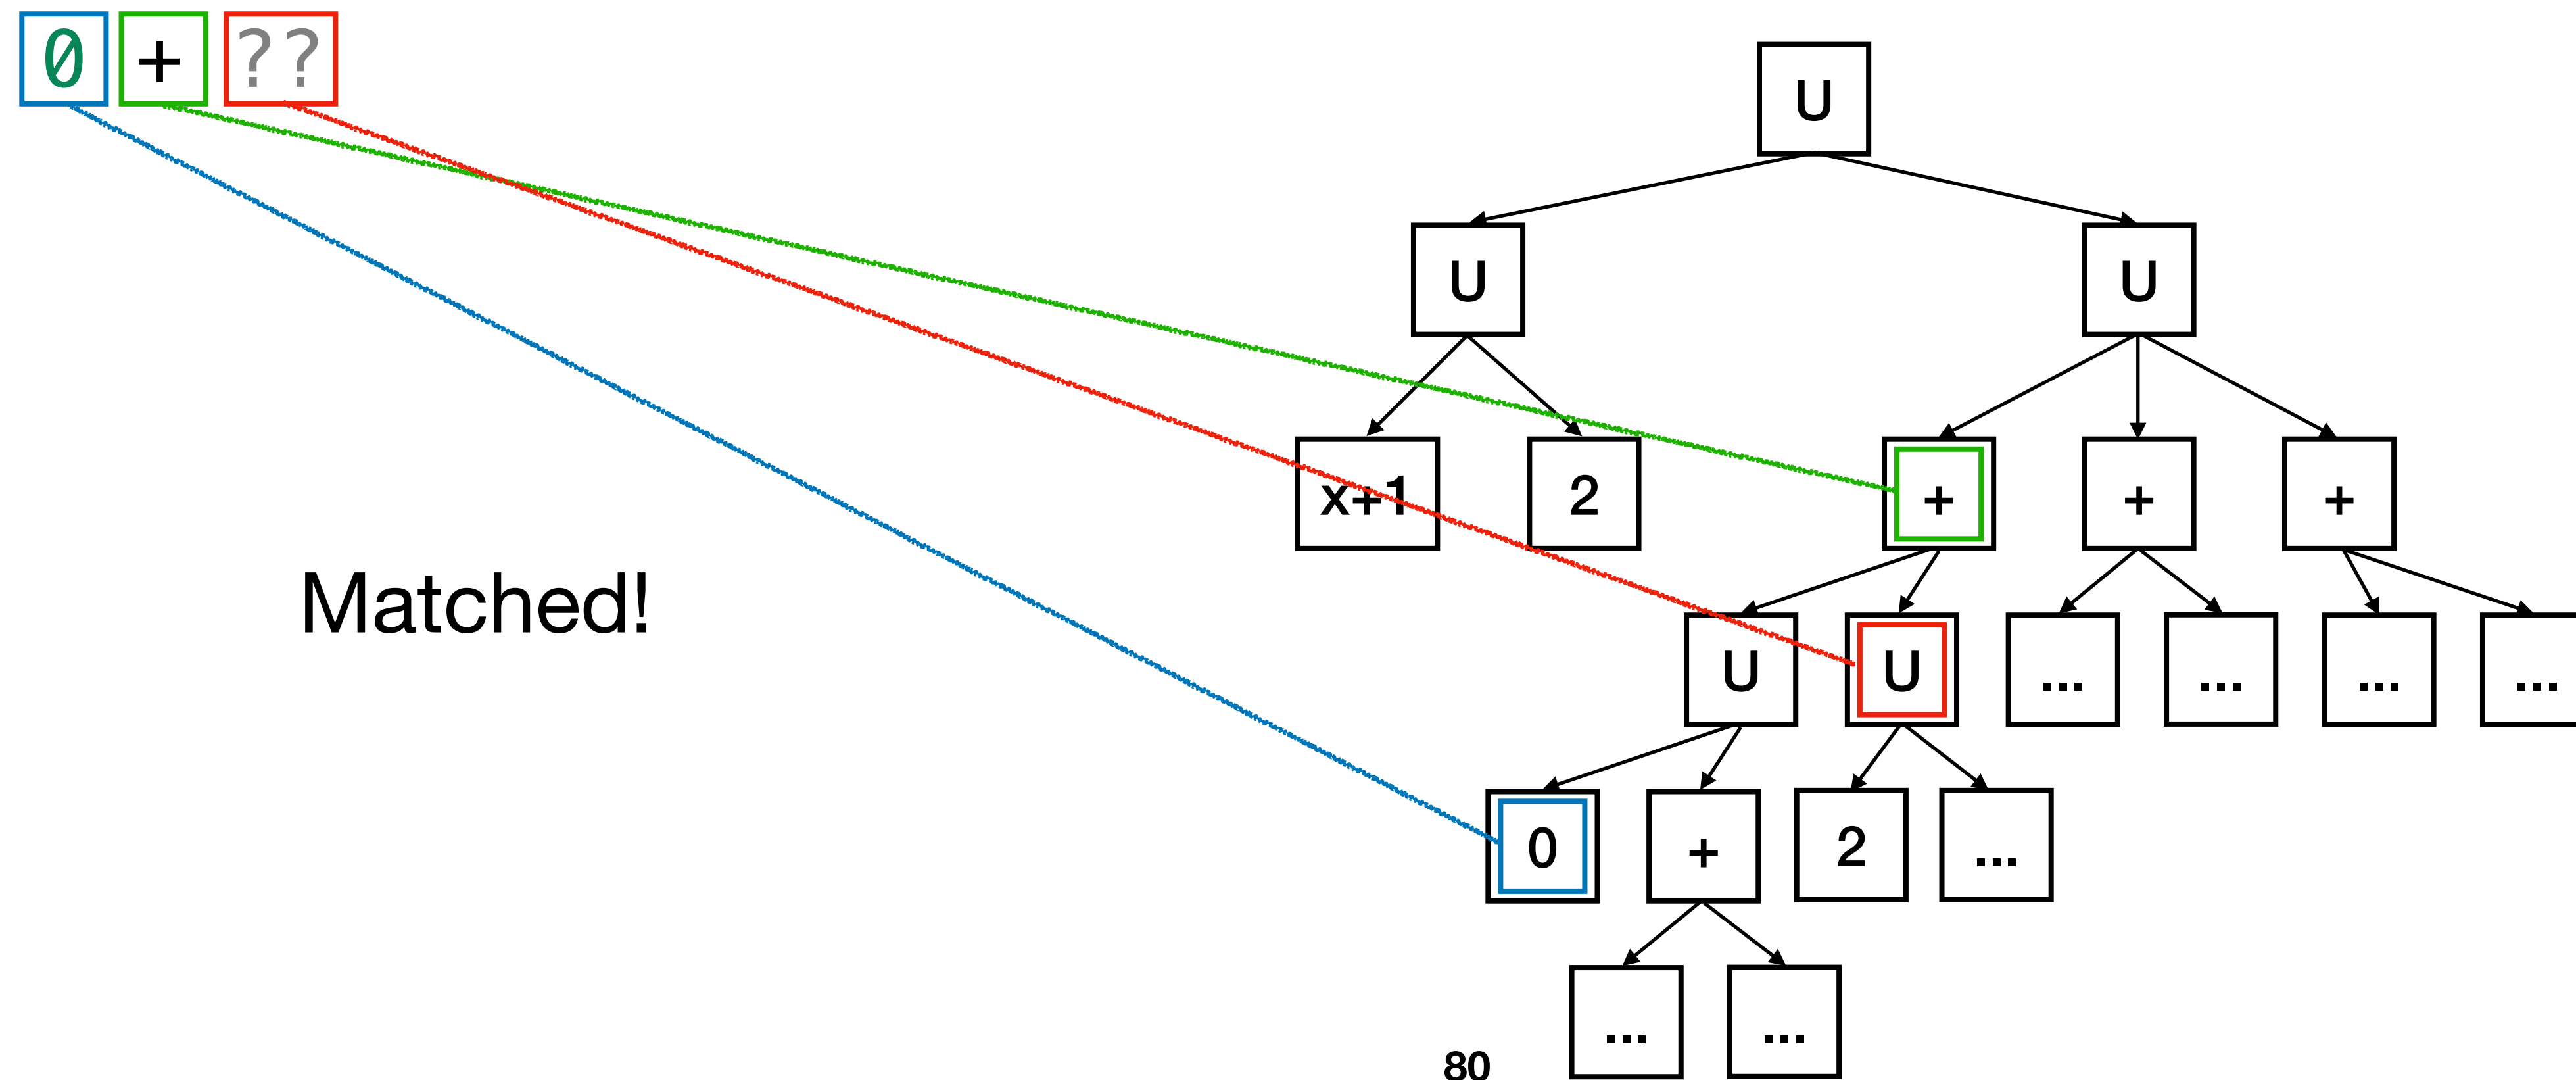 0 + ??
U
U U
x+1 2 + + +
Matched!
U U ... ... ... ...
0 + 2 ...
... ...
80